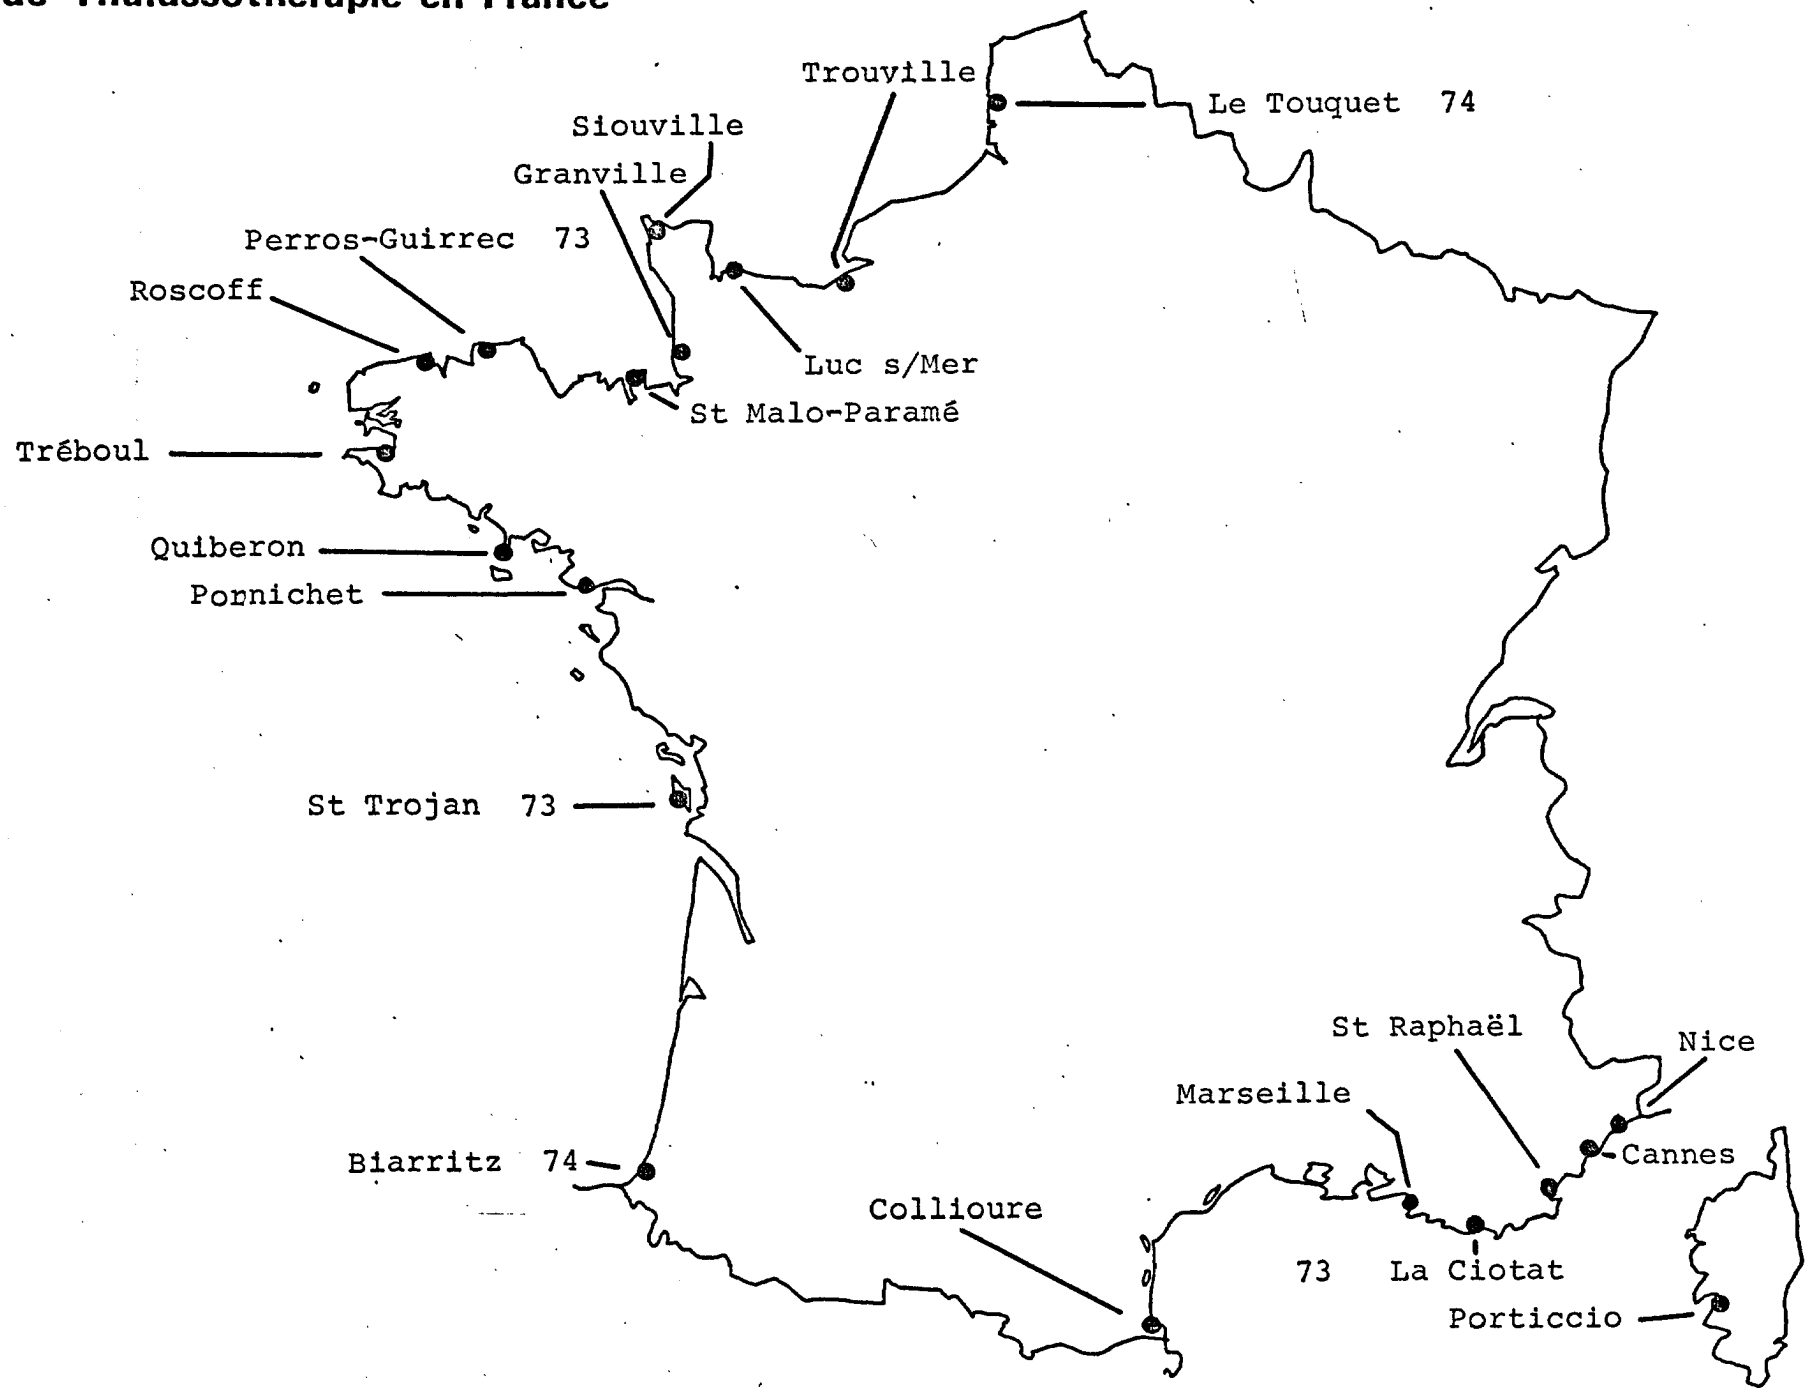 de Thalassothérapie en France
Trouville
Le Touquet 74
Siouville
Granville
Perros-Guirrec 73
Roscoff
Luc s/Mer
St Malo-Paramé
Tréboul
Quiberon
Pornichet
St Trojan 73
St Raphaël
Nice
Marseille
Cannes
Biarritz 74
Collioure
73 La Ciotat
Porticcio